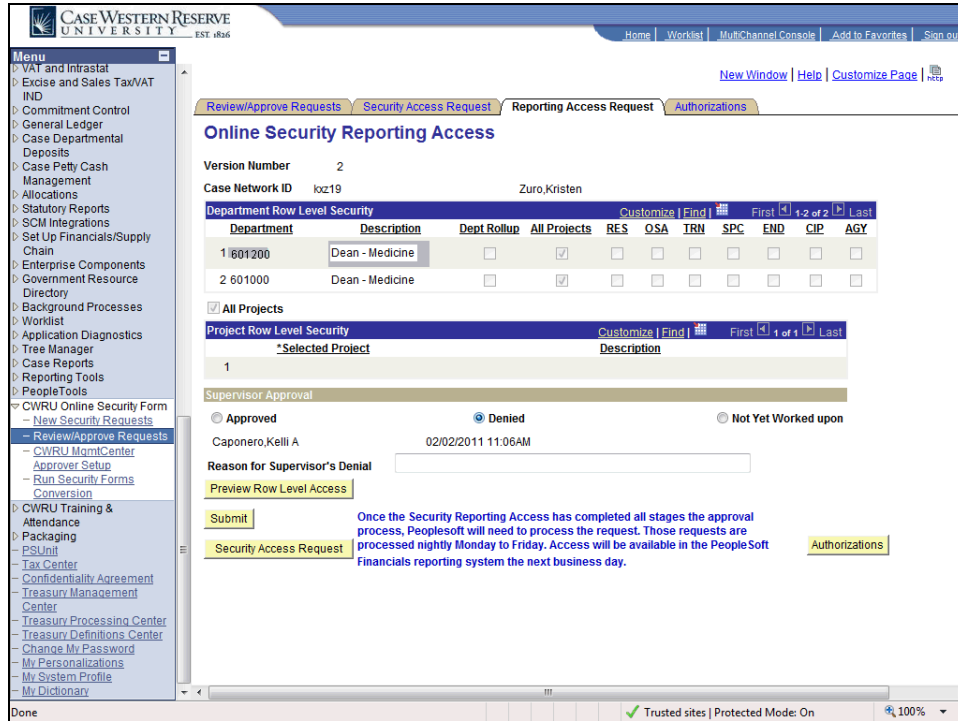 CASE WESTERN RESERVE
UNIVERSITY EST. 1826
Home | Worklist | MultiChannel Console | Add to Favorites | Sign ou
Menu
VAT and Intrastat
Excise and Sales Tax/VAT
IND
Commitment Control
General Ledger
Case Departmental
Deposits
Case Petty Cash
Management
Allocations
Statutory Reports
SCM Integrations
Set Up Financials/Supply
Chain
Enterprise Components
Government Resource
Directory
Background Processes
Worklist
Application Diagnostics
Tree Manager
Case Reports
Reporting Tools
PeopleTools
CWRU Online Security Form
– New Security Requests
– Review/Approve Requests
– CWRU MgmtCenter
Approver Setup
– Run Security Forms
Conversion
CWRU Training &
Attendance
Packaging
– PSUnit
– Tax Center
– Confidentiality Agreement
– Treasury Management
Center
– Treasury Processing Center
– Treasury Definitions Center
– Change My Password
– My Personalizations
– My System Profile
– My Dictionary
New Window | Help | Customize Page | http
Review/Approve Requests Security Access Request Reporting Access Request Authorizations
Online Security Reporting Access
Version Number 2
Case Network ID kxz19 Zuro,Kristen
Department Row Level Security Customize | Find | First 1-2 of 2 Last
Department Description Dept Rollup All Projects RES OSA TRN SPC END CIP AGY
1 601200 Dean - Medicine
2 601000 Dean - Medicine
All Projects
Project Row Level Security Customize | Find | First 1 of 1 Last
*Selected Project Description
1
Supervisor Approval
Approved Denied Not Yet Worked upon
Caponero,Kelli A 02/02/2011 11:06AM
Reason for Supervisor's Denial
Preview Row Level Access
Submit
Security Access Request
Once the Security Reporting Access has completed all stages the approval
process, Peoplesoft will need to process the request. Those requests are
processed nightly Monday to Friday. Access will be available in the PeopleSoft
Financials reporting system the next business day.
Authorizations
Done Trusted sites | Protected Mode: On 100%